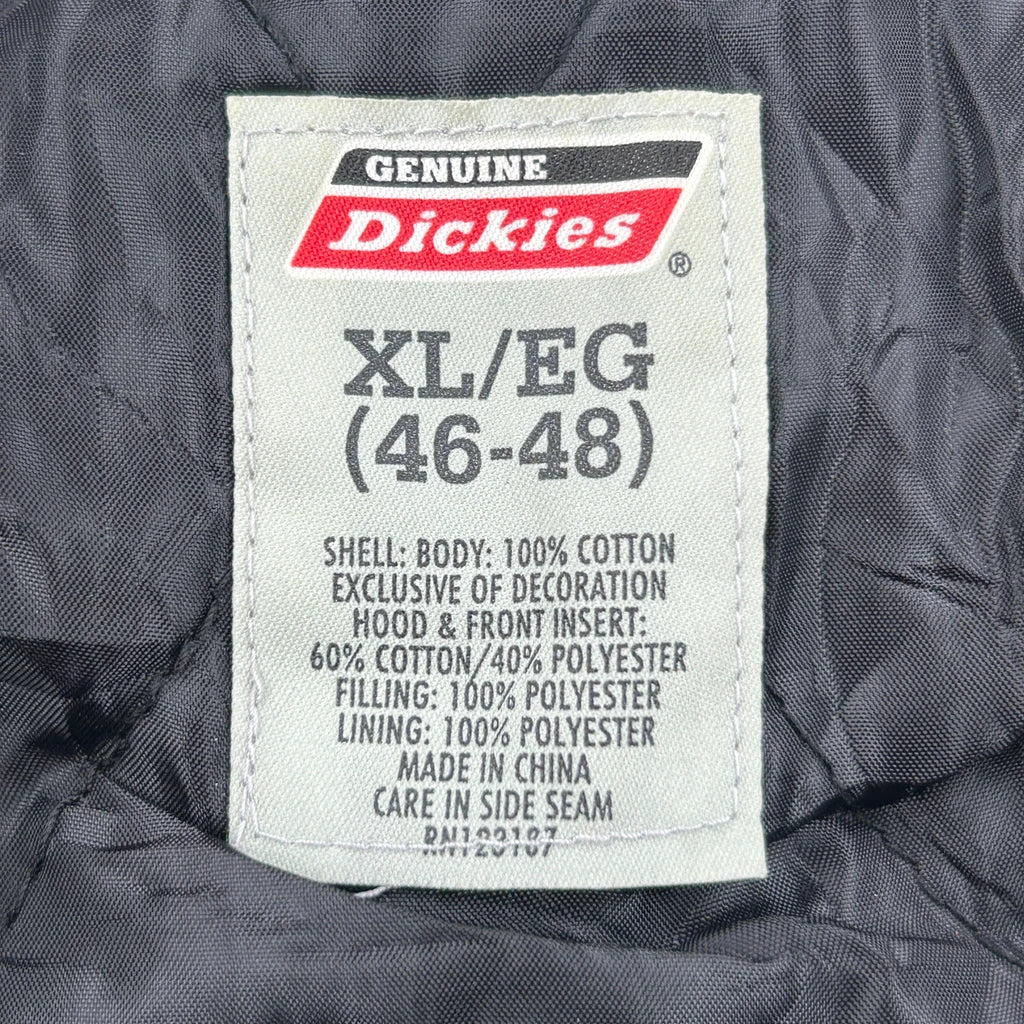 GENUINE
Dickies
®
XL/EG
(46-48)
SHELL: BODY: 100% COTTON
EXCLUSIVE OF DECORATION
HOOD & FRONT INSERT:
60% COTTON/40% POLYESTER
FILLING: 100% POLYESTER
LINING: 100% POLYESTER
MADE IN CHINA
CARE IN SIDE SEAM